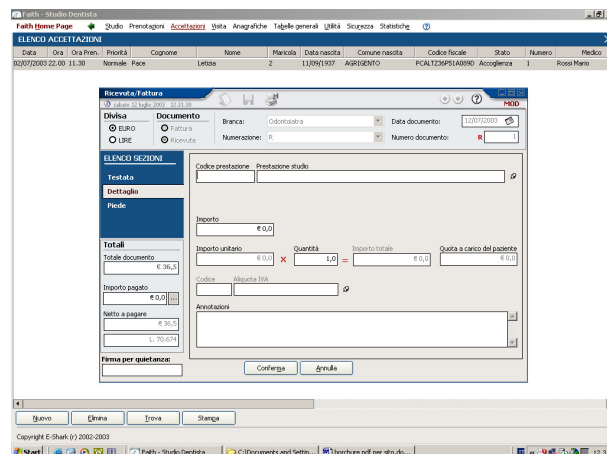 Faith - Studio Dentista
Faith Home Page Studio Prenotazioni Accettazioni Visita Anagrafiche Tabelle generali Utilità Sicurezza Statistiche
ELENCO ACCETTAZIONI
Data Ora Ora Pren. Priorità Cognome Nome Matricola Data nascita Comune nascita Codice fiscale Stato Numero Medico
02/07/2003 22.00 11.30 Normale Pace Letizia 2 11/09/1937 AGRIGENTO PCALTZ36P51A089D Accoglienza 1 Rossi Mario
Ricevuta/Fattura
sabato 12 luglio 2003 12.31.30
MOD
Divisa Documento
EURO Fattura
LIRE Ricevuta
Branca: Odontoiatra Data documento: 12/07/2003
Numerazione: R Numero documento: R 1
ELENCO SEZIONI
Testata
Dettaglio
Piede
Codice prestazione Prestazione studio
Importo
€ 0,0
Importo unitario Quantità Importo totale Quota a carico del paziente
€ 0,0 × 1,0 = € 0,0 € 0,0
Codice Aliquota IVA
Annotazioni
Totali
Totale documento
€ 36,5
Importo pagato
€ 0,0 ...
Netto a pagare
€ 36,5
L. 70.674
Firma per quietanza:
Conferma Annulla
Nuovo Elimina Trova Stampa
Copyright E-Shark (r) 2002-2003
Start Faith - Studio Dentista C:\Documents and Settin... borchure pdf per sito.do...